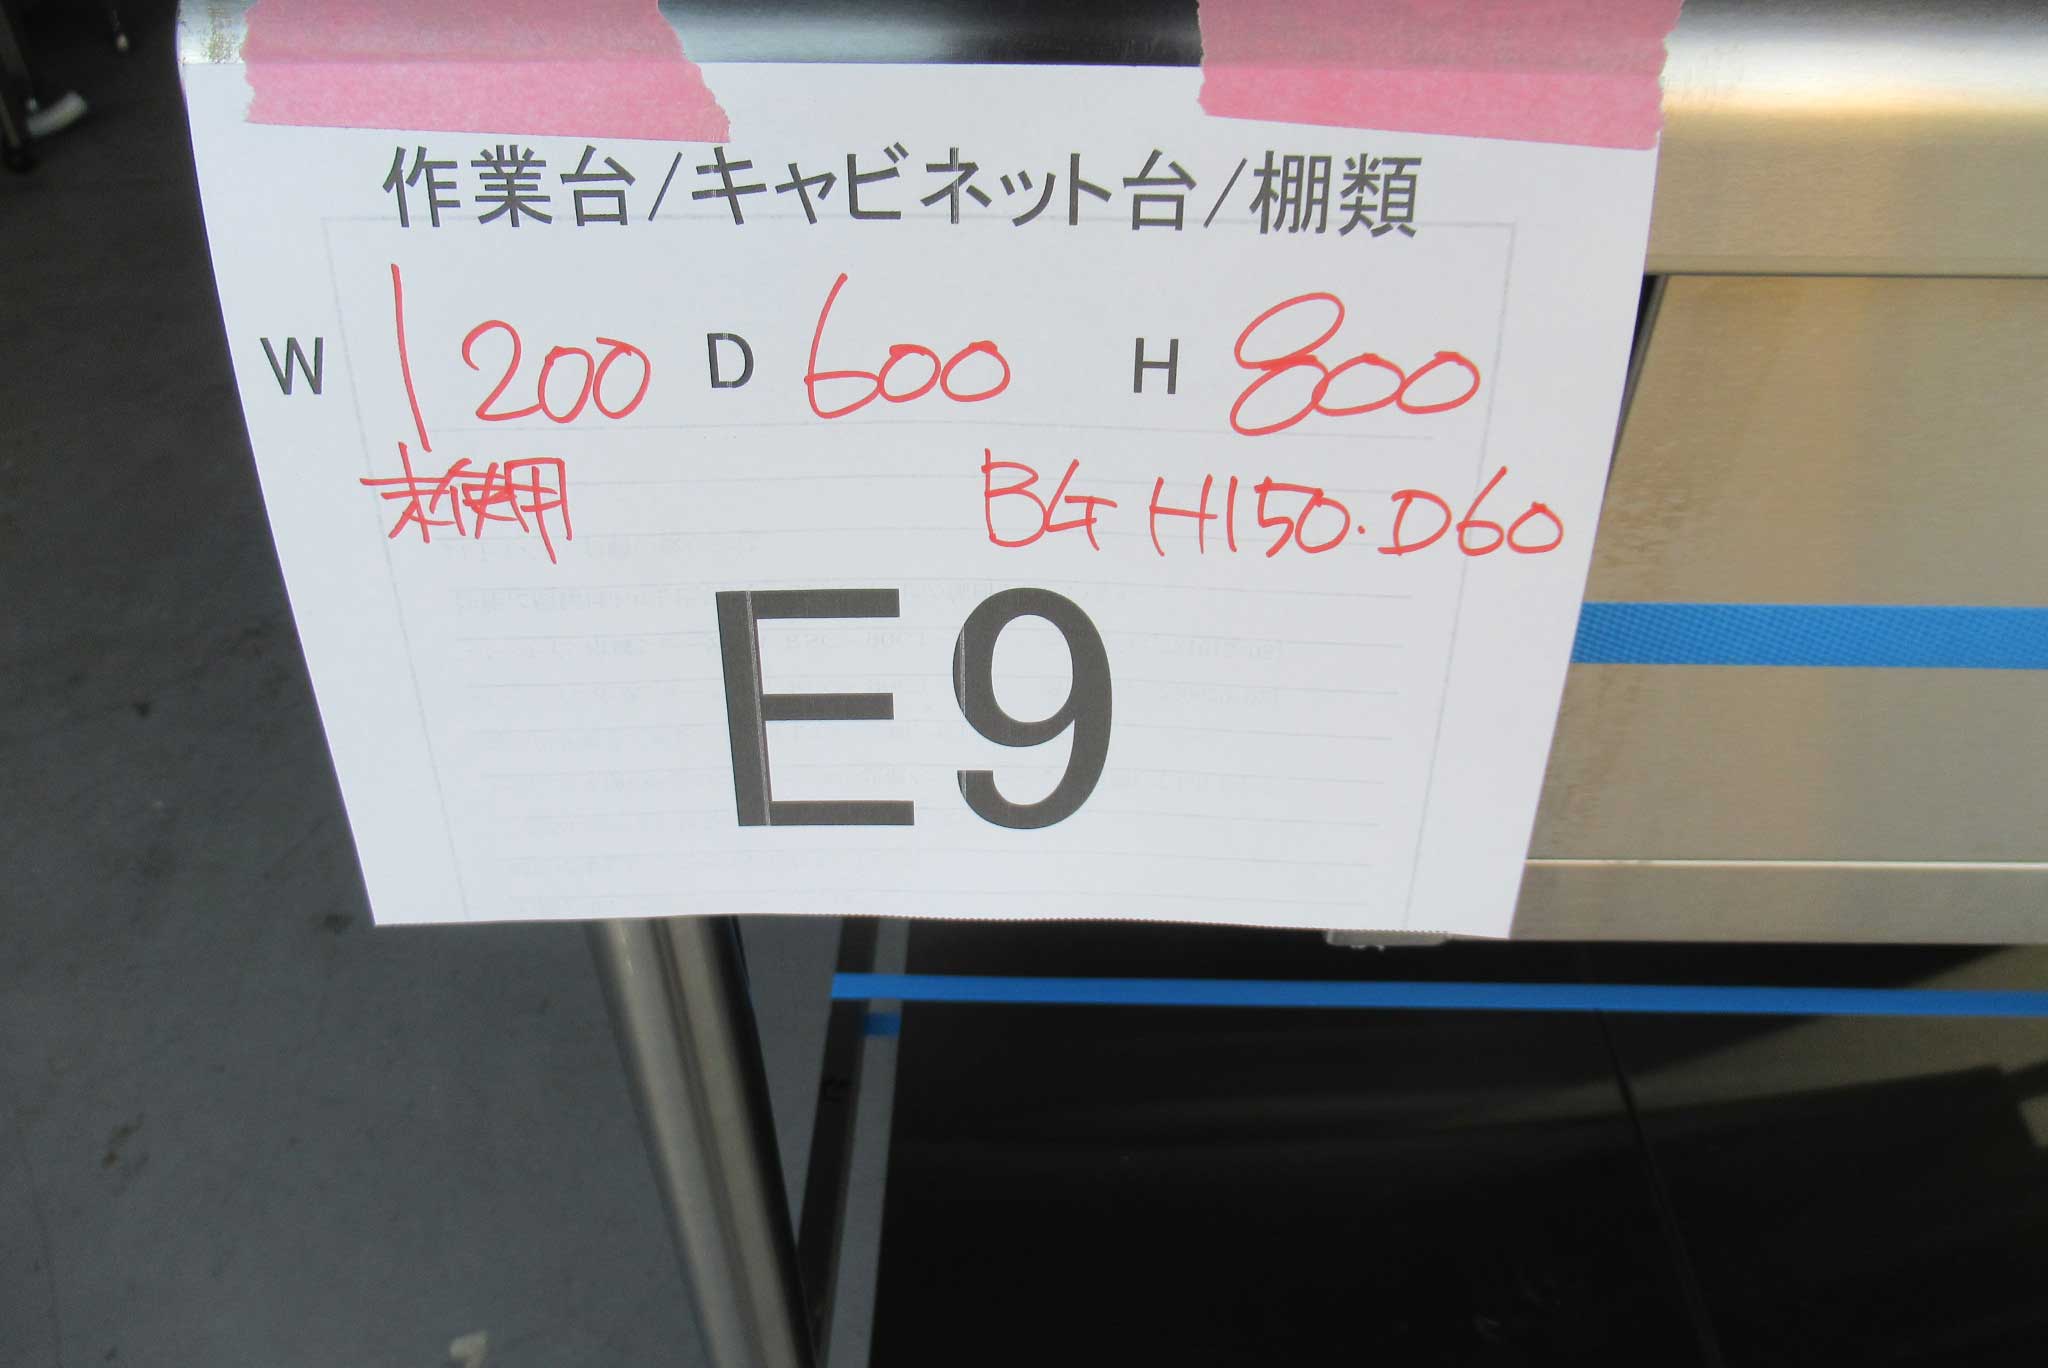 作業台/キャビネット台/棚類
W 1200 D 600 H 800
未使用 BG H150.D60
E9